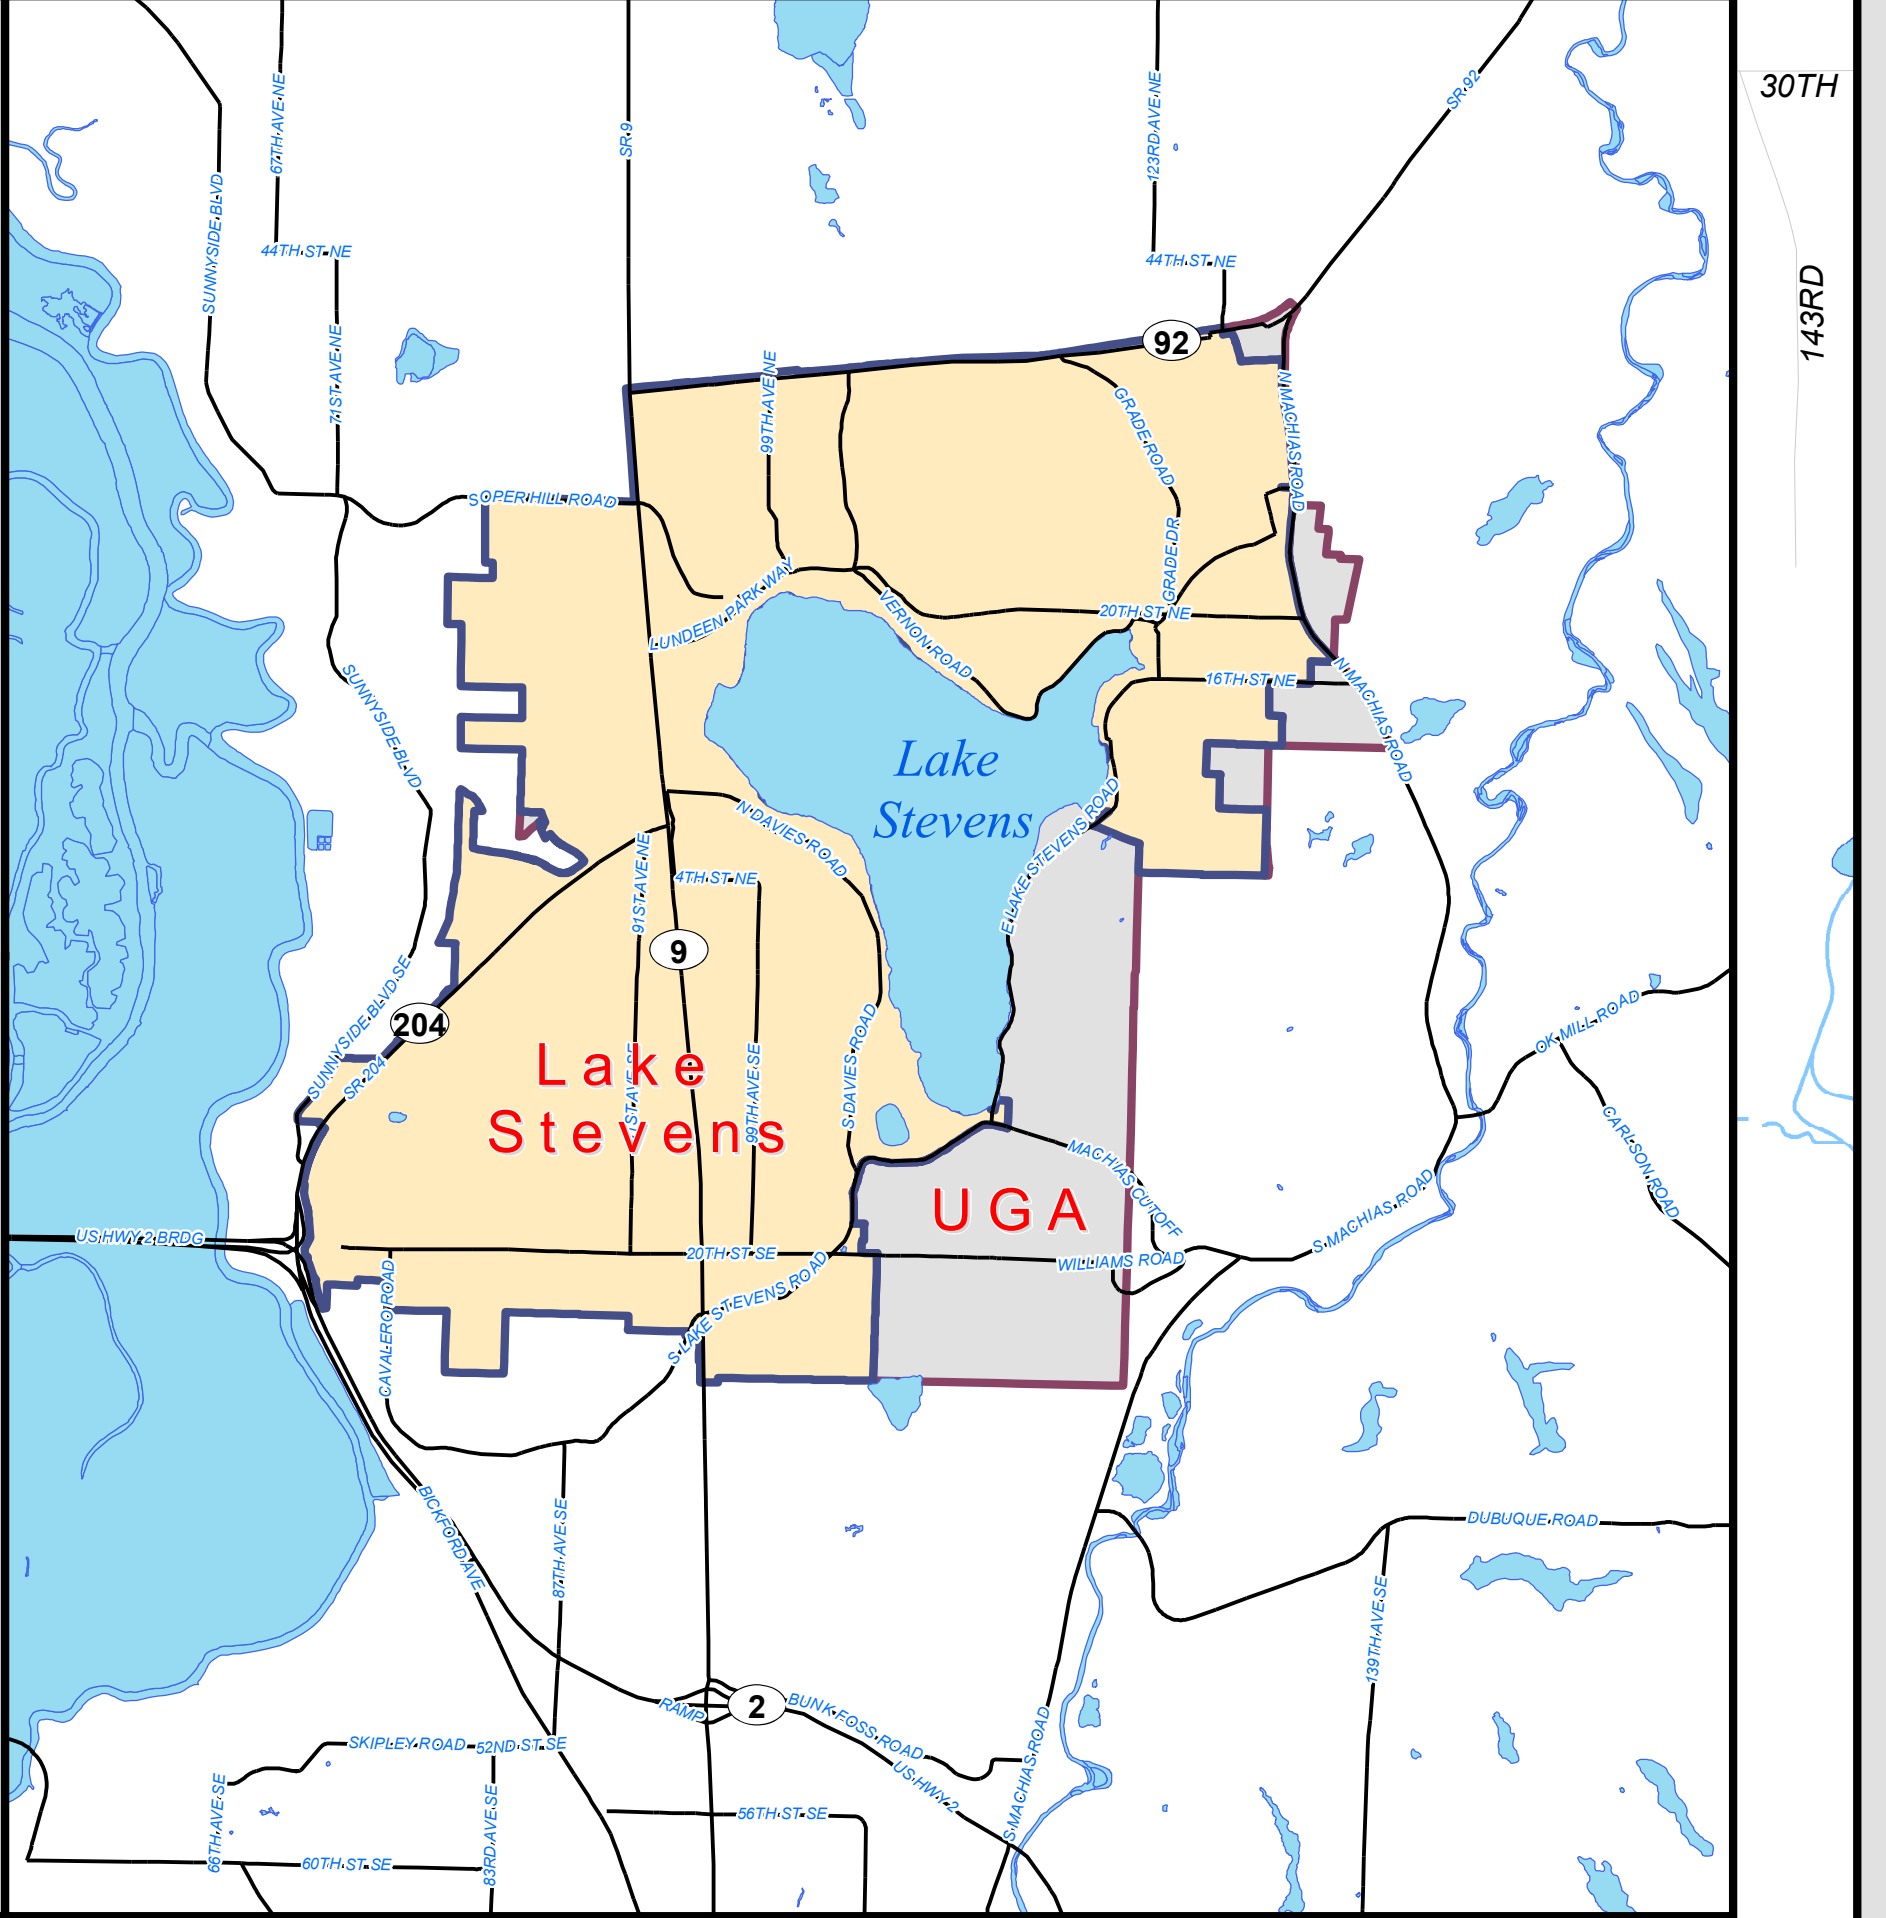 30TH
143RD
SUNNYSIDE BLVD
67TH AVE NE
SR 9
123RD AVE NE
SR 92
44TH ST NE
44TH ST NE
71ST AVE NE
92
99TH AVE NE
GRADE ROAD
N MACHIAS ROAD
SOPER HILL ROAD
GRADE DR
LUNDEEN PARK WAY
VERNON ROAD
20TH ST NE
16TH ST NE
N MACHIAS ROAD
SUNNYSIDE BLVD
Lake
Stevens
N DAVIES ROAD
E LAKE STEVENS ROAD
91ST AVE NE
4TH ST NE
9
SUNNYSIDE BLVD SE
204
SR 204
Lake
Stevens
1ST AVE SE
99TH AVE SE
S DAVIES ROAD
OK MILL ROAD
CARLSON ROAD
MACHIAS CUTOFF
UGA
S MACHIAS ROAD
US HWY 2 BRDG
20TH ST SE
WILLIAMS ROAD
CAVALERO ROAD
S LAKE STEVENS ROAD
BICKFORD AVE
87TH AVE SE
DUBUQUE ROAD
139TH AVE SE
RAMP
2
BUNK FOSS ROAD
US HWY 2
S MACHIAS ROAD
SKIPLEY ROAD
52ND ST SE
66TH AVE SE
83RD AVE SE
56TH ST SE
60TH ST SE